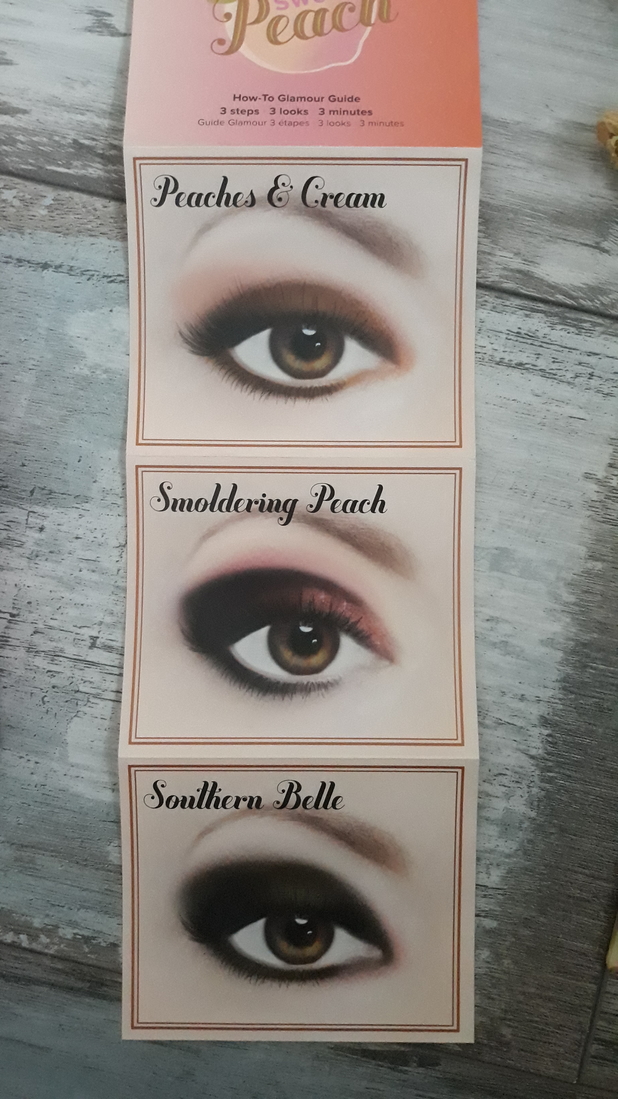 Peach
How-To Glamour Guide
3 steps 3 looks 3 minutes
Guide Glamour 3 étapes 3 looks 3 minutes
Peaches & Cream
Smoldering Peach
Southern Belle